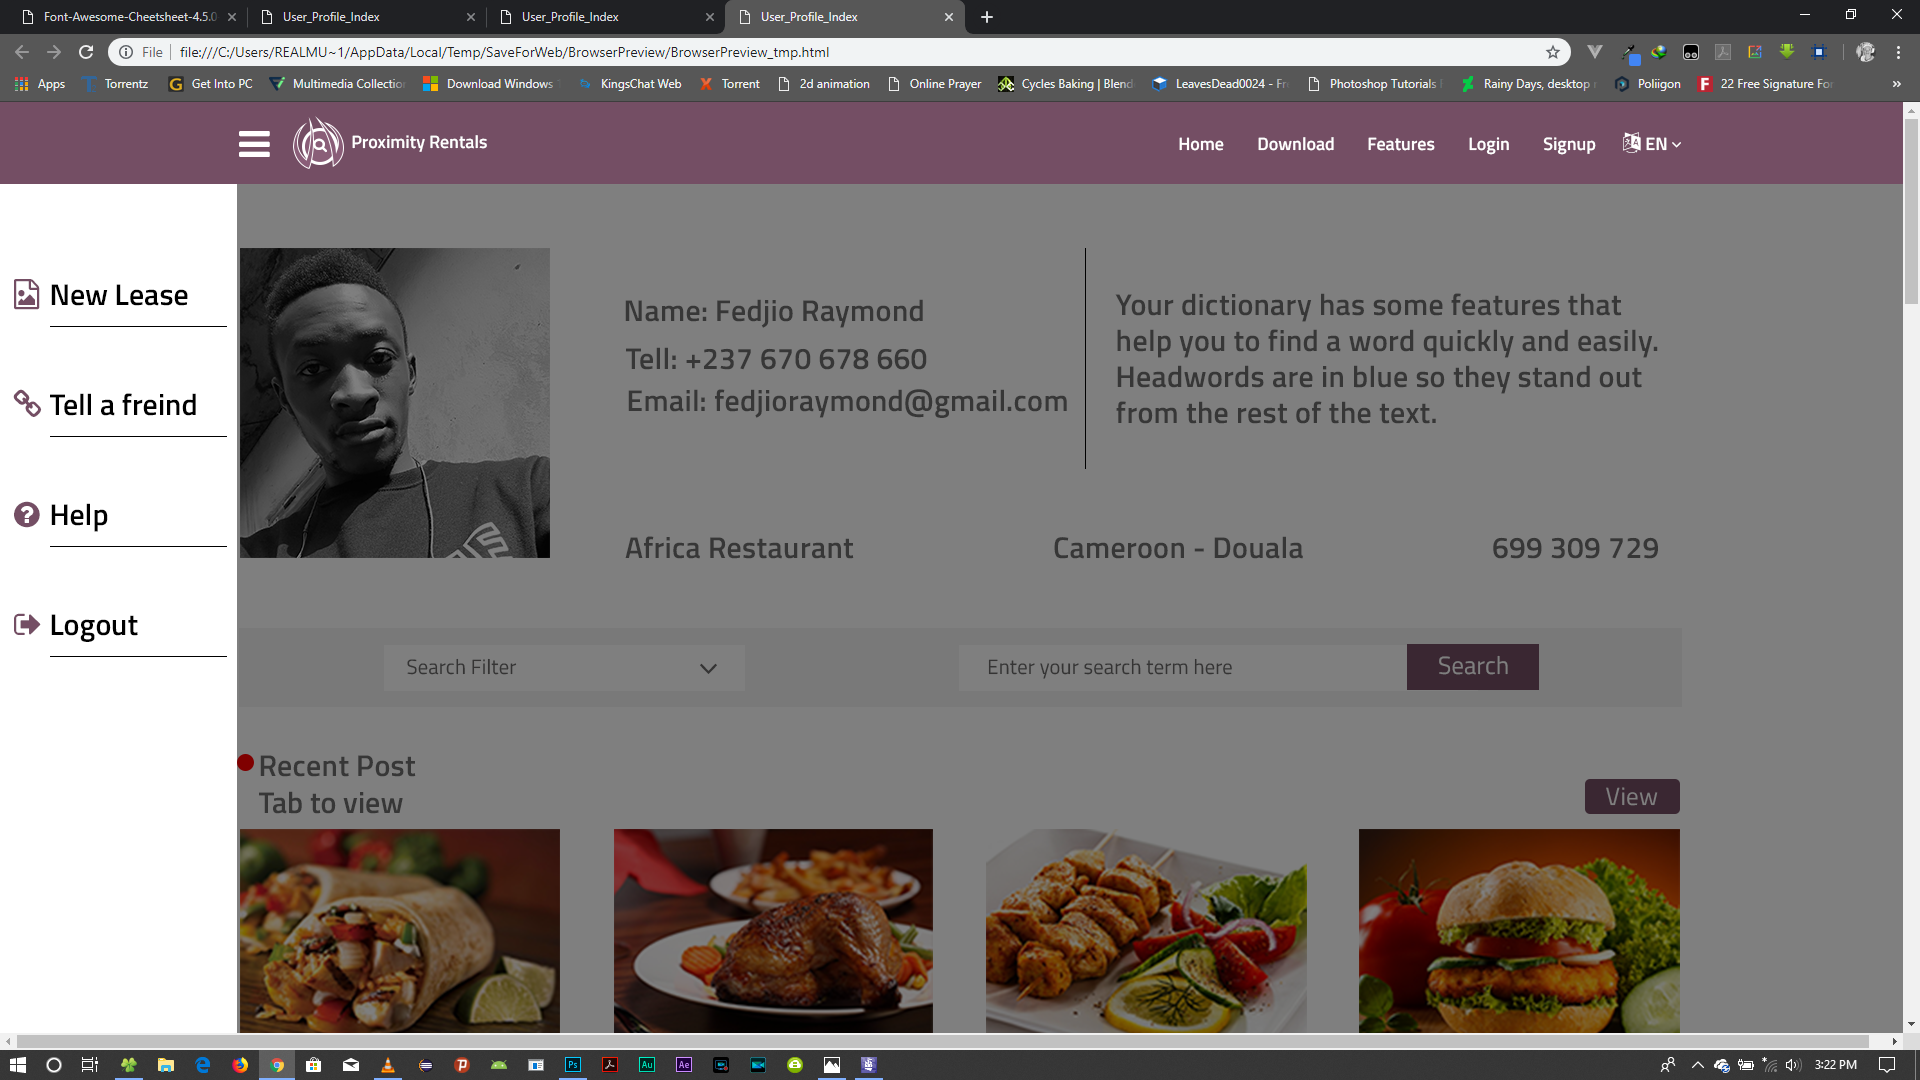 Font-Awesome-Cheetsheet-4.5.0
User_Profile_Index
User_Profile_Index
User_Profile_Index
File
file:///C:/Users/REALMU~1/AppData/Local/Temp/SaveForWeb/BrowserPreview/BrowserPreview_tmp.html
Apps
Torrentz
Get Into PC
Multimedia Collection
Download Windows
KingsChat Web
Torrent
2d animation
Online Prayer
Cycles Baking | Blend
LeavesDead0024 - Fr
Photoshop Tutorials
Rainy Days, desktop
Poliigon
22 Free Signature Fo
Proximity Rentals
Home
Download
Features
Login
Signup
EN
New Lease
Tell a freind
Help
Logout
Name: Fedjio Raymond
Tell: +237 670 678 660
Email: fedjioraymond@gmail.com
Your dictionary has some features that
help you to find a word quickly and easily.
Headwords are in blue so they stand out
from the rest of the text.
Africa Restaurant
Cameroon - Douala
699 309 729
Search Filter
Enter your search term here
Search
Recent Post
Tab to view
View
3:22 PM